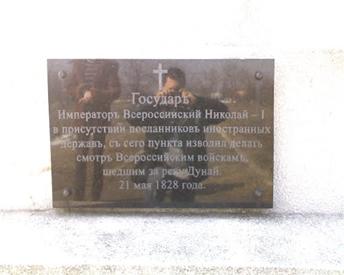 Государь
Императоръ Всероссийский Николай – I
в присутствии посланниковъ иностранных
державъ, съ сего пункта изволил делать
смотръ Всероссийским войскамъ,
шедшим за реку Дунай.
21 мая 1828 года.